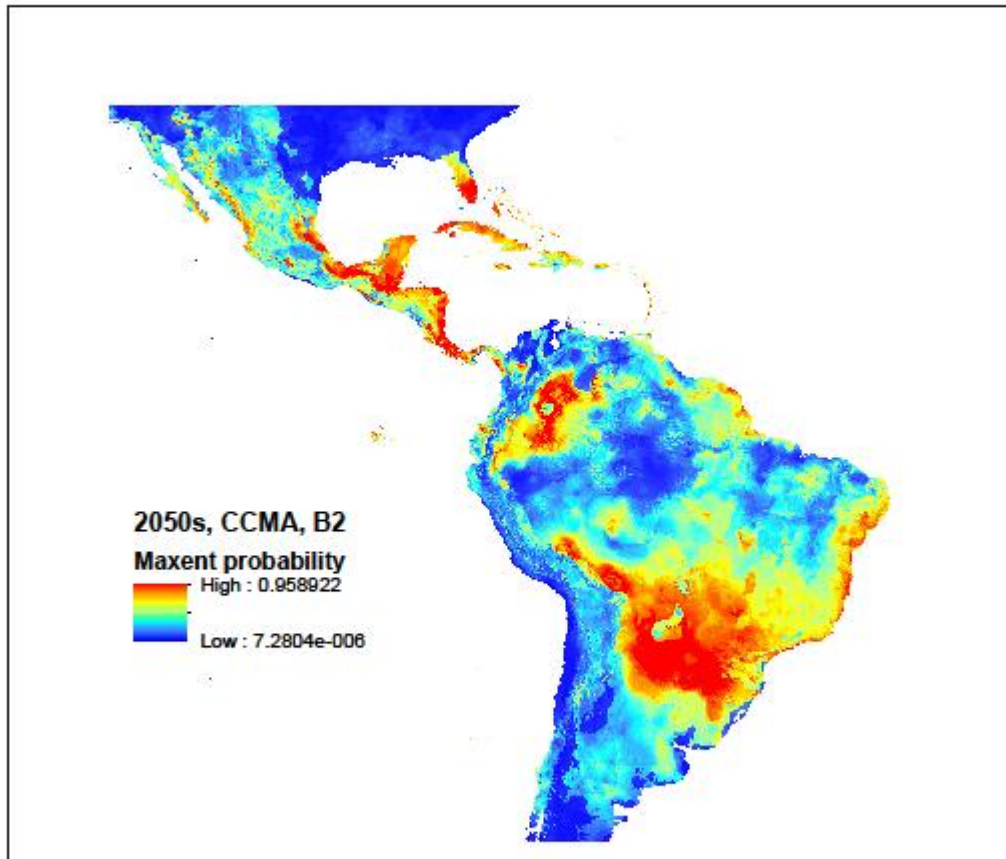 2050s, CCMA, B2
Maxent probability
High : 0.958922
Low : 7.2804e-006